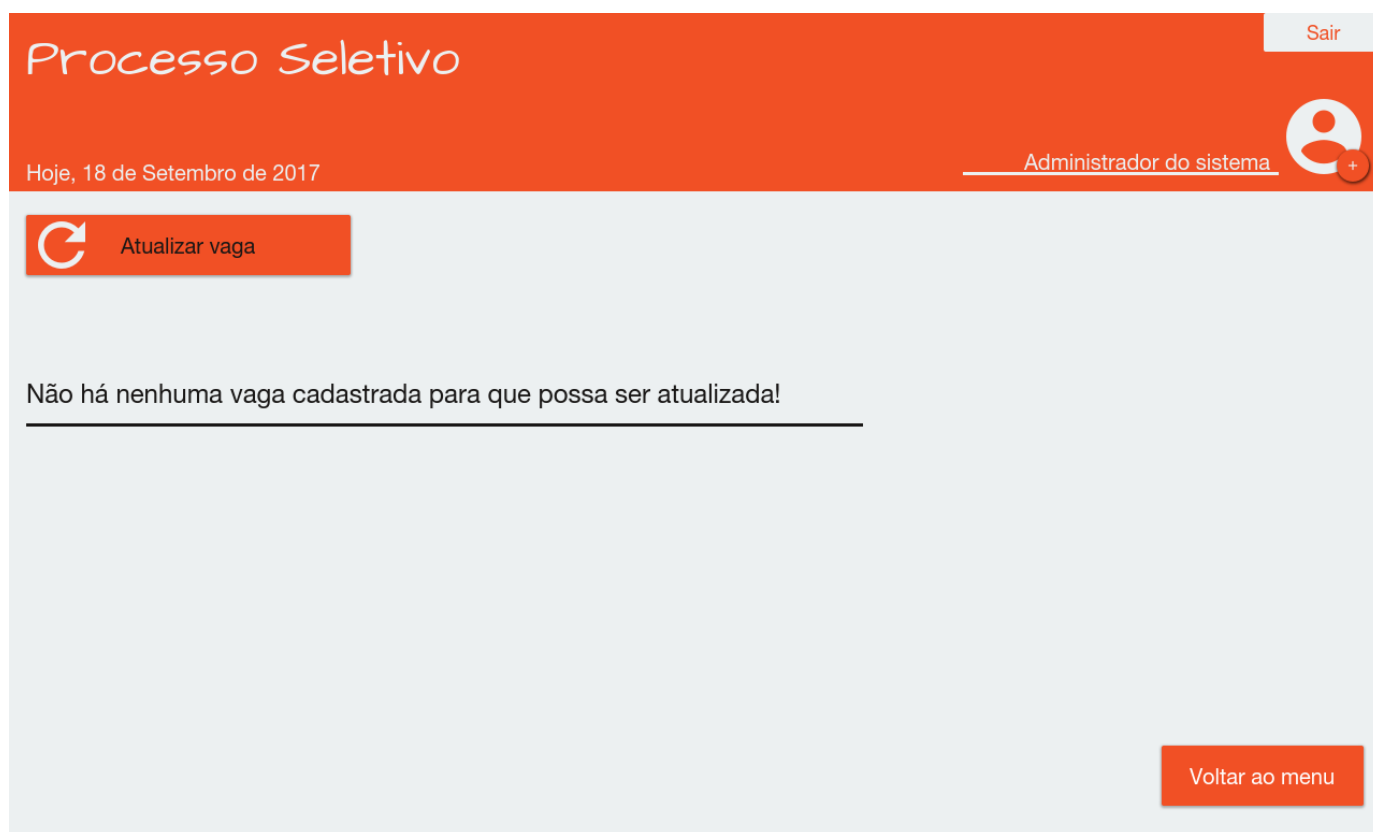 Sair
Processo Seletivo
Administrador do sistema
+
Hoje, 18 de Setembro de 2017
Atualizar vaga
Não há nenhuma vaga cadastrada para que possa ser atualizada!
Voltar ao menu